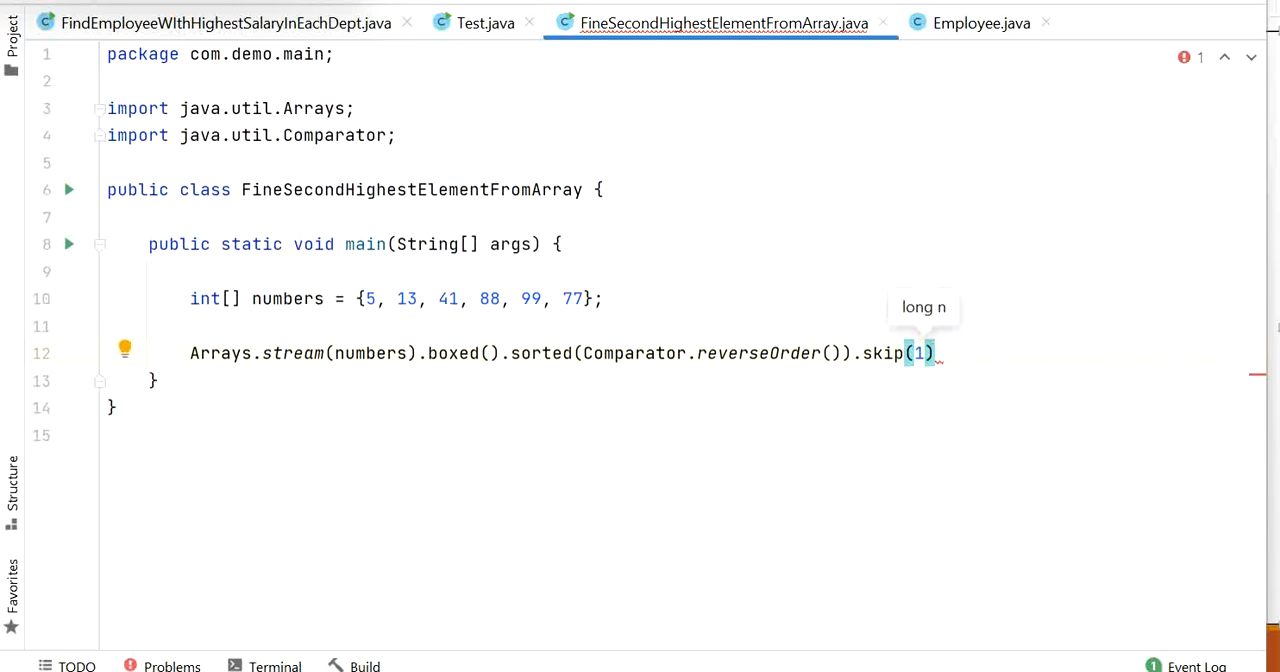 FindEmployeeWIthHighestSalaryInEachDept.java Test.java FineSecondHighestElementFromArray.java Employee.java
Project
1 package com.demo.main;
1
2
3 import java.util.Arrays;
4 import java.util.Comparator;
5
6 public class FineSecondHighestElementFromArray {
7
8 public static void main(String[] args) {
9
10 int[] numbers = {5, 13, 41, 88, 99, 77};
long n
11
12 Arrays.stream(numbers).boxed().sorted(Comparator.reverseOrder()).skip(1)
13 }
14 }
15
Structure
Favorites
TODO Problems Terminal Build 1 Event Log